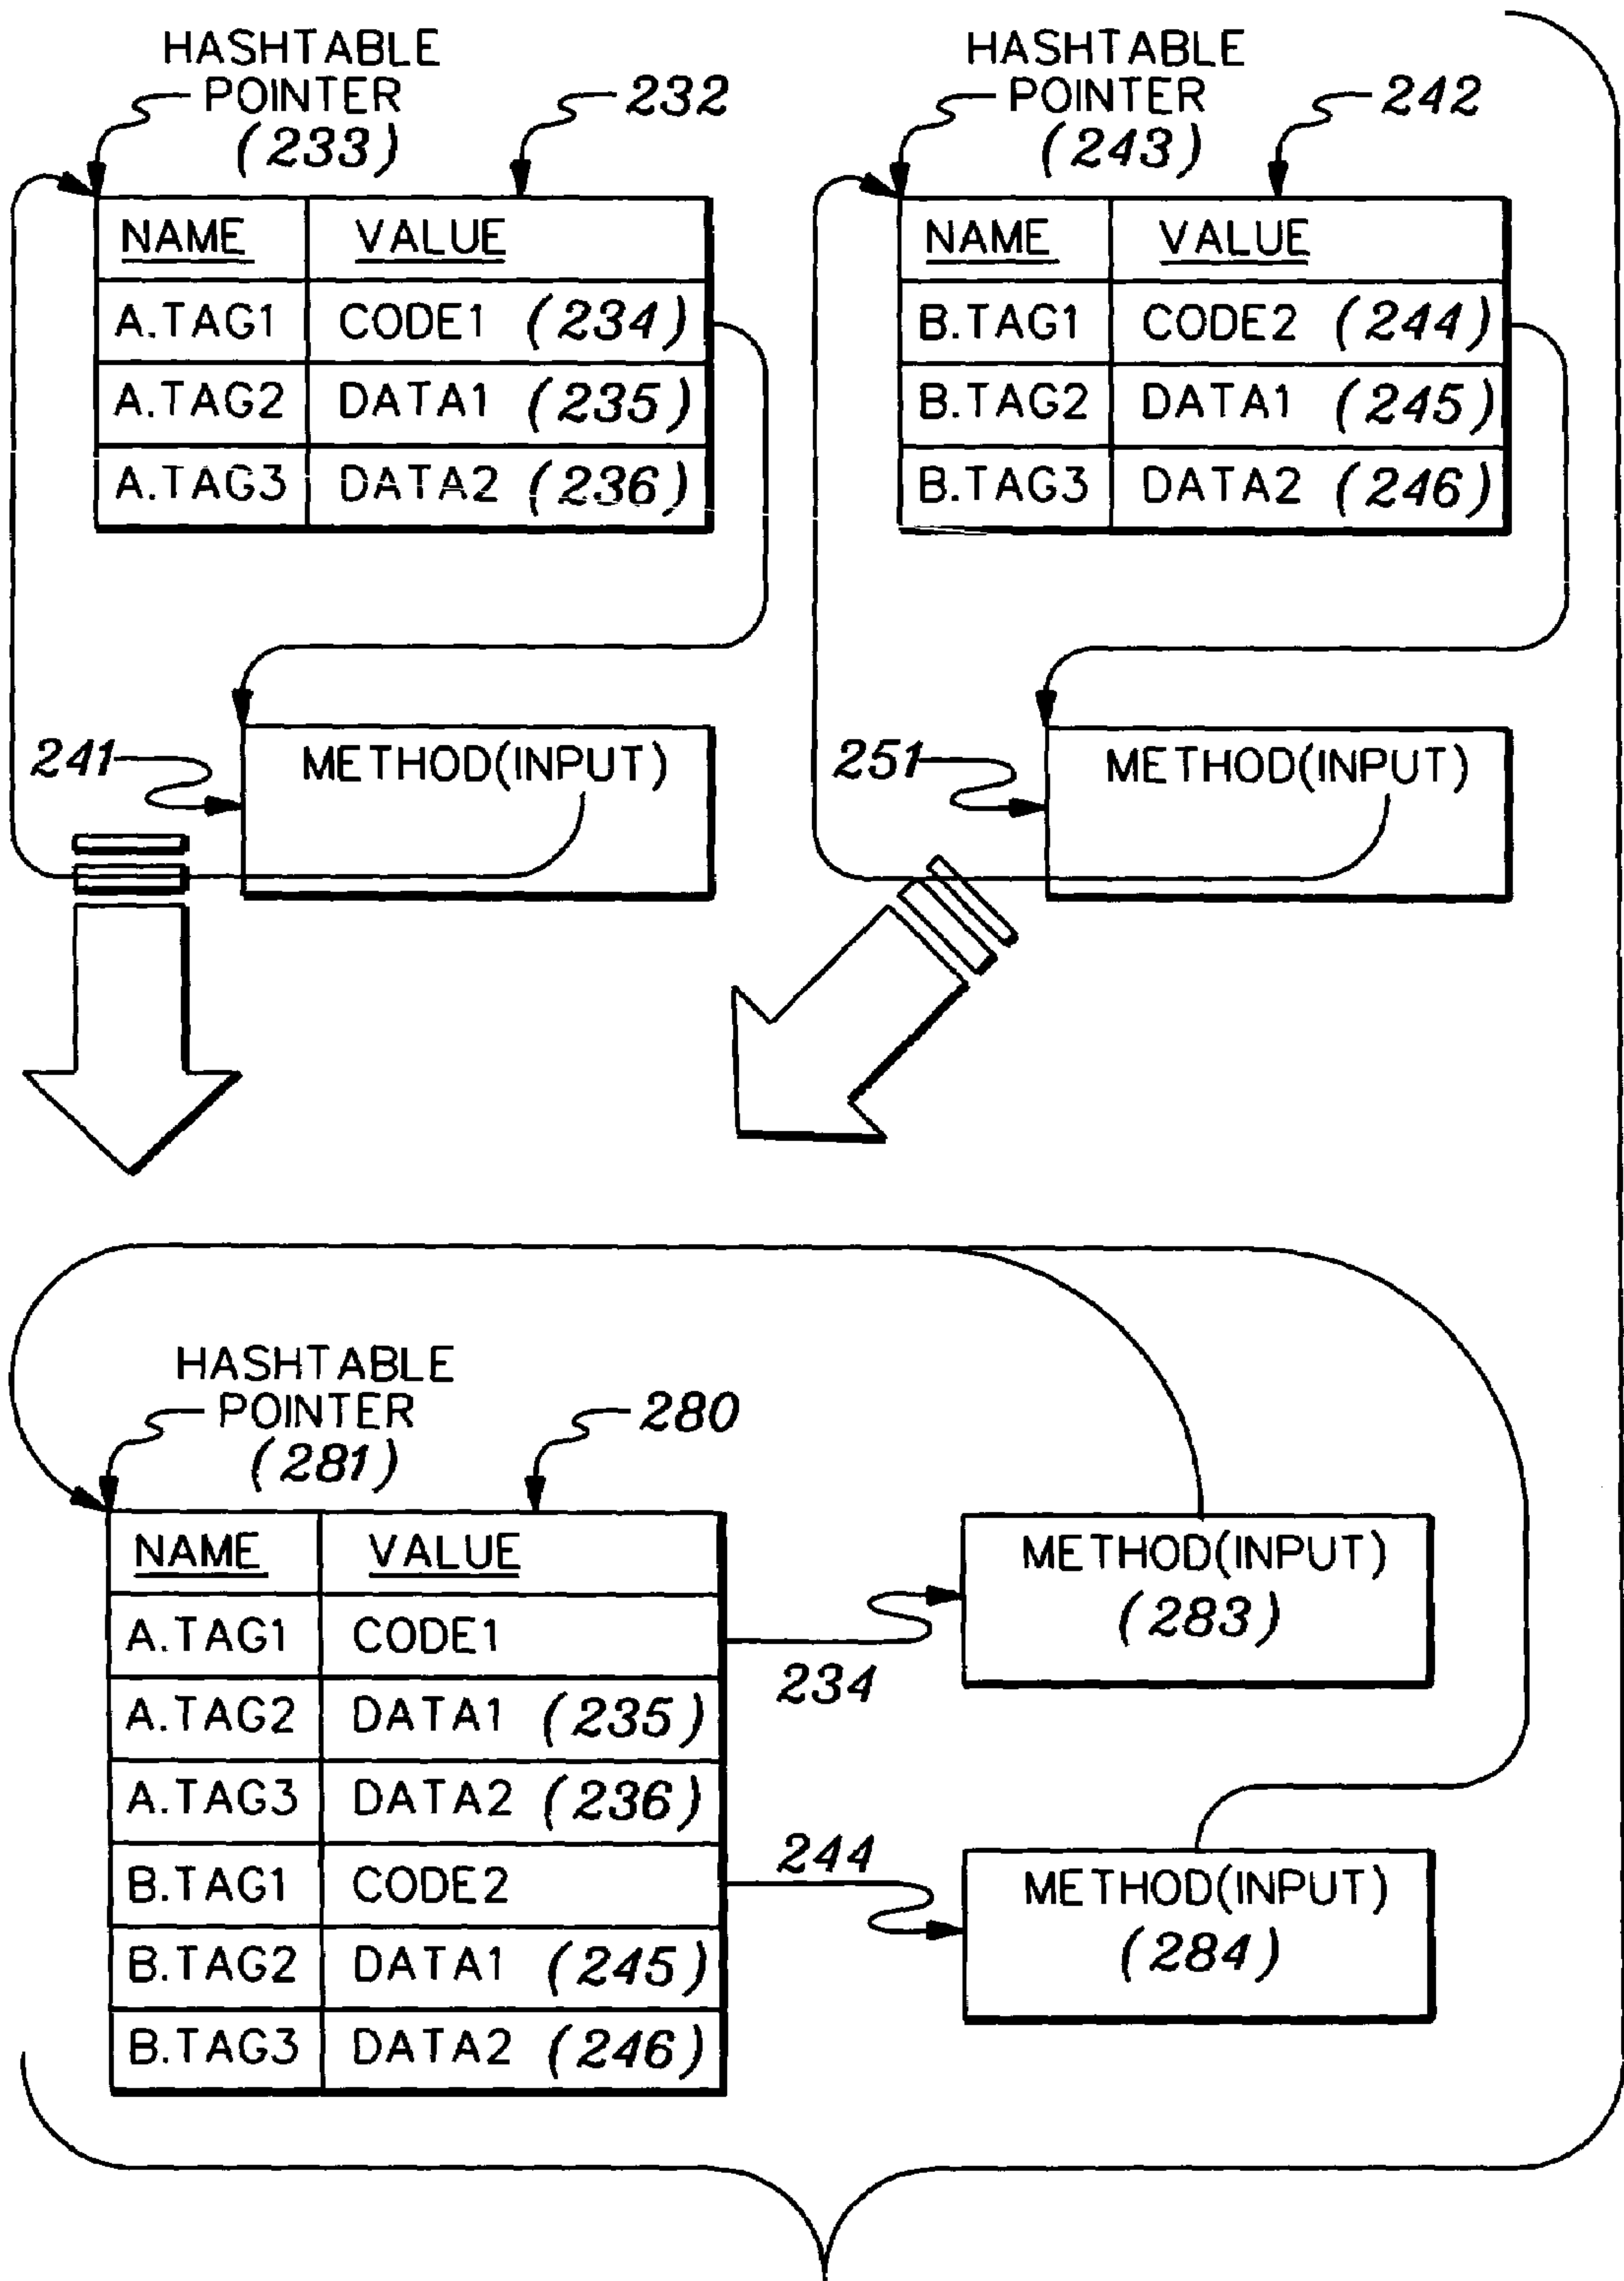 HASHTABLE
POINTER
(233)
232
NAME VALUE
A.TAG1 CODE1 (234)
A.TAG2 DATA1 (235)
A.TAG3 DATA2 (236)
241
METHOD(INPUT)
HASHTABLE
POINTER
(243)
242
NAME VALUE
B.TAG1 CODE2 (244)
B.TAG2 DATA1 (245)
B.TAG3 DATA2 (246)
251
METHOD(INPUT)
HASHTABLE
POINTER
(281)
280
NAME VALUE
A.TAG1 CODE1
A.TAG2 DATA1 (235)
A.TAG3 DATA2 (236)
B.TAG1 CODE2
B.TAG2 DATA1 (245)
B.TAG3 DATA2 (246)
234
METHOD(INPUT)
(283)
244
METHOD(INPUT)
(284)